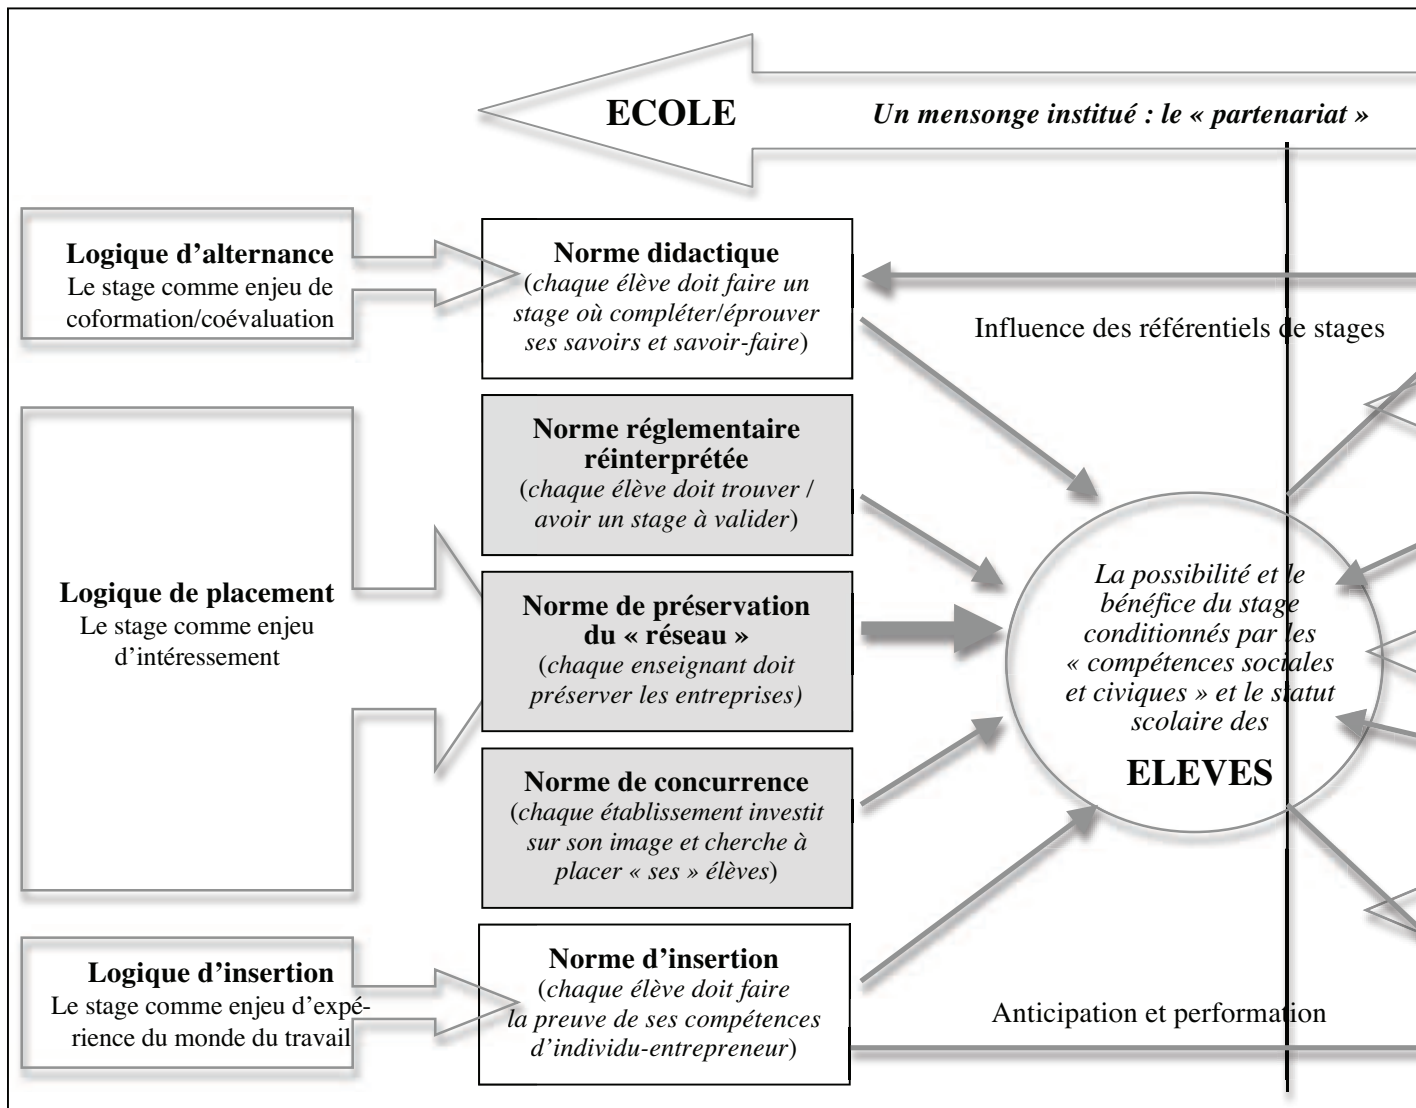 ECOLE
Un mensonge institué : le « partenariat »
Logique d'alternance
Le stage comme enjeu de
coformation/coévaluation
Norme didactique
(chaque élève doit faire un
stage où compléter/éprouver
ses savoirs et savoir-faire)
Influence des référentiels de stages
Norme réglementaire
réinterprétée
(chaque élève doit trouver /
avoir un stage à valider)
Logique de placement
Le stage comme enjeu
d'intéressement
Norme de préservation
du « réseau »
(chaque enseignant doit
préserver les entreprises)
La possibilité et le
bénéfice du stage
conditionnés par les
« compétences sociales
et civiques » et le statut
scolaire des
ELEVES
Norme de concurrence
(chaque établissement investit
sur son image et cherche à
placer « ses » élèves)
Logique d'insertion
Le stage comme enjeu d'expé-
rience du monde du travail
Norme d'insertion
(chaque élève doit faire
la preuve de ses compétences
d'individu-entrepreneur)
Anticipation et performation